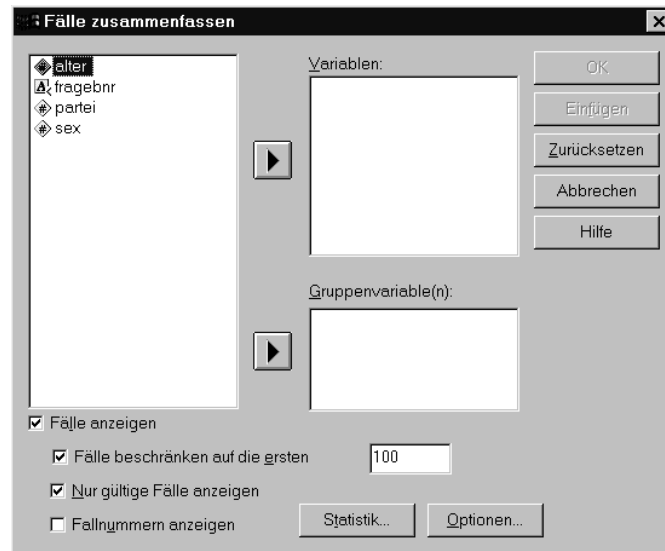 Fälle zusammenfassen
alter
fragebnr
partei
sex
Variablen:
Gruppenvariable(n):
OK
Einfügen
Zurücksetzen
Abbrechen
Hilfe
Fälle anzeigen
Fälle beschränken auf die ersten 100
Nur gültige Fälle anzeigen
Fallnummern anzeigen
Statistik...
Optionen...